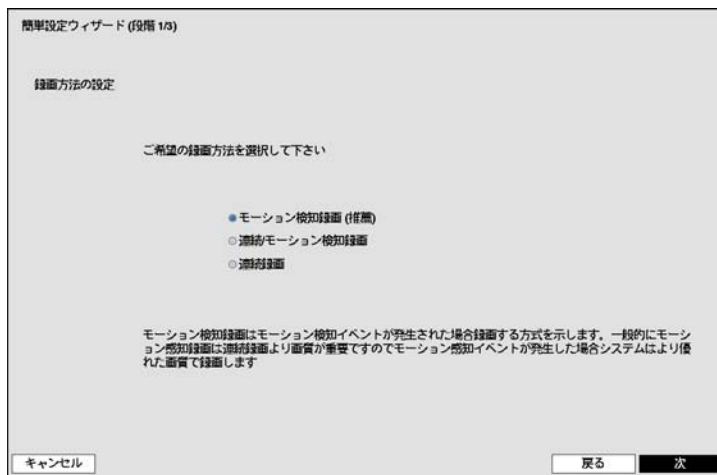 簡単設定ウィザード (段階 1/3)
録画方法の設定
ご希望の録画方法を選択して下さい
モーション検知録画 (推薦)
連続/モーション検知録画
連続録画
モーション検知録画はモーション検知イベントが発生された場合録画する方式を示します。一般的にモーシ
ョン感知録画は連続録画より画質が重要ですのでモーション感知イベントが発生した場合システムはより優
れた画質で録画します
キャンセル
戻る
次